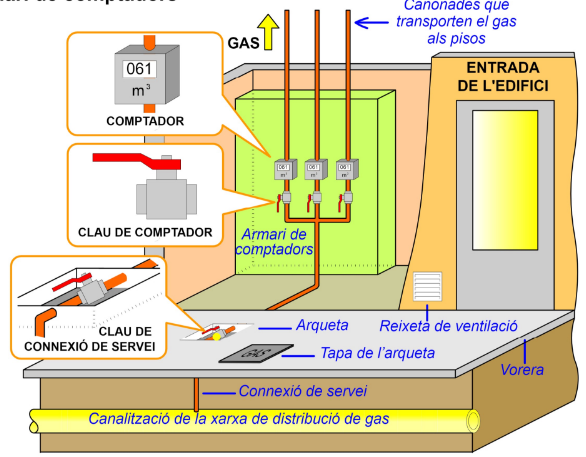 Canonades que
transporten el gas
als pisos
GAS
ENTRADA
DE L'EDIFICI
061
m³
COMPTADOR
061
m³
061
m³
061
m³
CLAU DE COMPTADOR
Armari de
comptadors
CLAU DE
CONNEXIÓ DE SERVEI
Arqueta
Reixeta de ventilació
GAS
Tapa de l'arqueta
Vorera
Connexió de servei
Canalització de la xarxa de distribució de gas